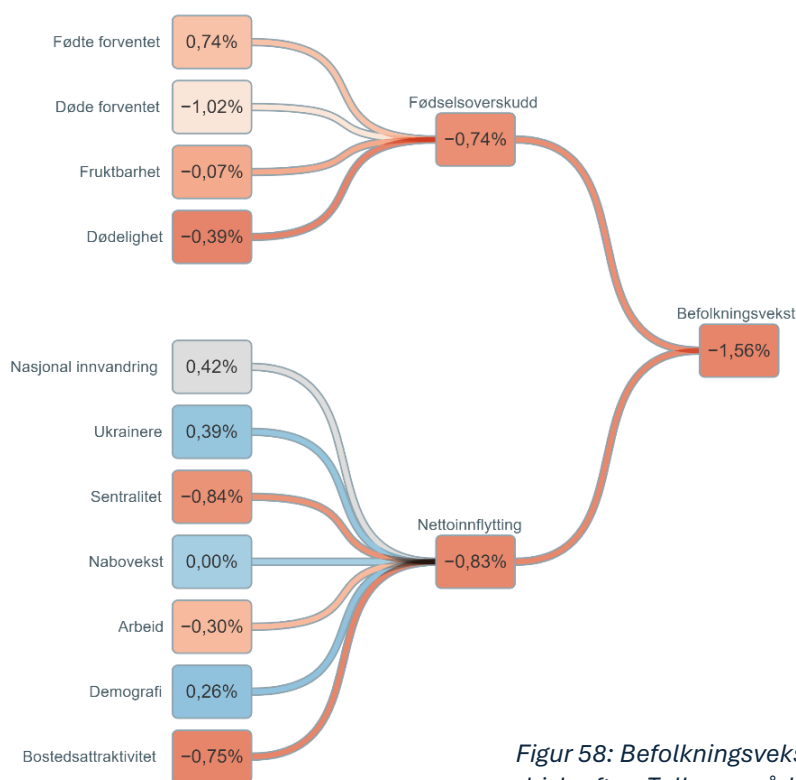 Fødte forventet
0,74%
Døde forventet
−1,02%
Fødselsoverskudd
−0,74%
Fruktbarhet
−0,07%
Dødelighet
−0,39%
Befolkningsvekst
−1,56%
Nasjonal innvandring
0,42%
Ukrainere
0,39%
Sentralitet
−0,84%
Nettoinnflytting
−0,83%
Nabovekst
0,00%
Arbeid
−0,30%
Demografi
0,26%
Bostedsattraktivitet
−0,75%
Figur 58: Befolkningsveks